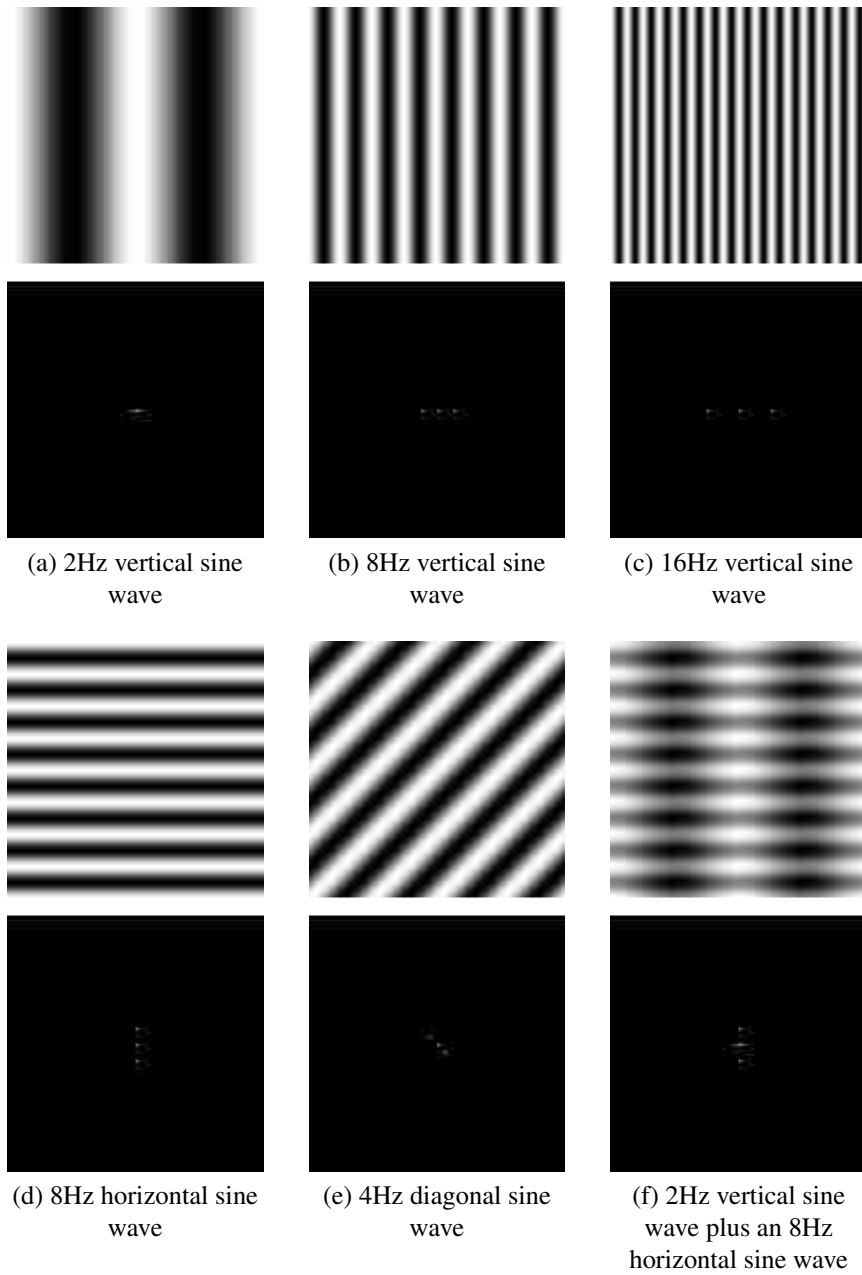 (a) 2Hz vertical sine
wave
(b) 8Hz vertical sine
wave
(c) 16Hz vertical sine
wave
(d) 8Hz horizontal sine
wave
(e) 4Hz diagonal sine
wave
(f) 2Hz vertical sine
wave plus an 8Hz
horizontal sine wave